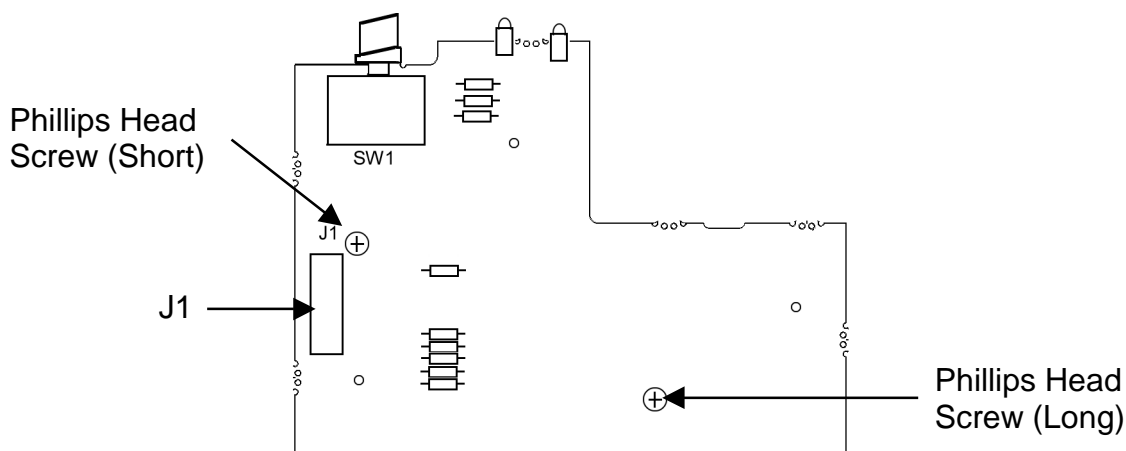 Phillips Head
Screw (Short)
SW1
J1
J1
Phillips Head
Screw (Long)